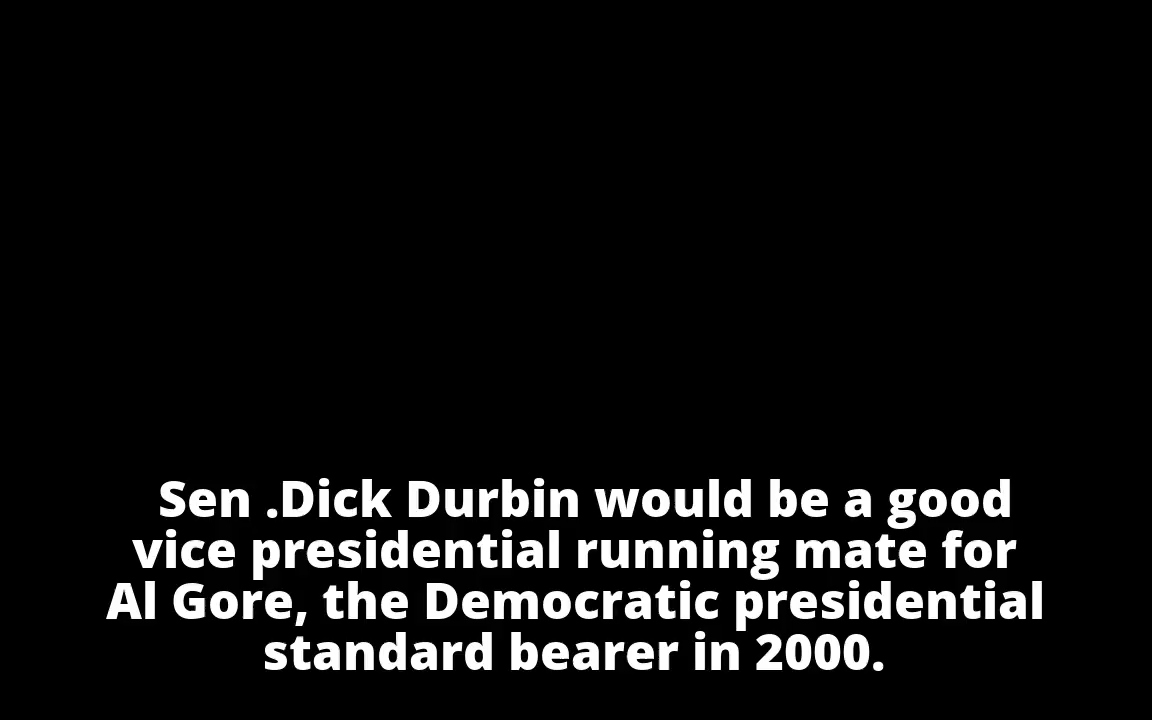 Sen .Dick Durbin would be a good
vice presidential running mate for
Al Gore, the Democratic presidential
standard bearer in 2000.